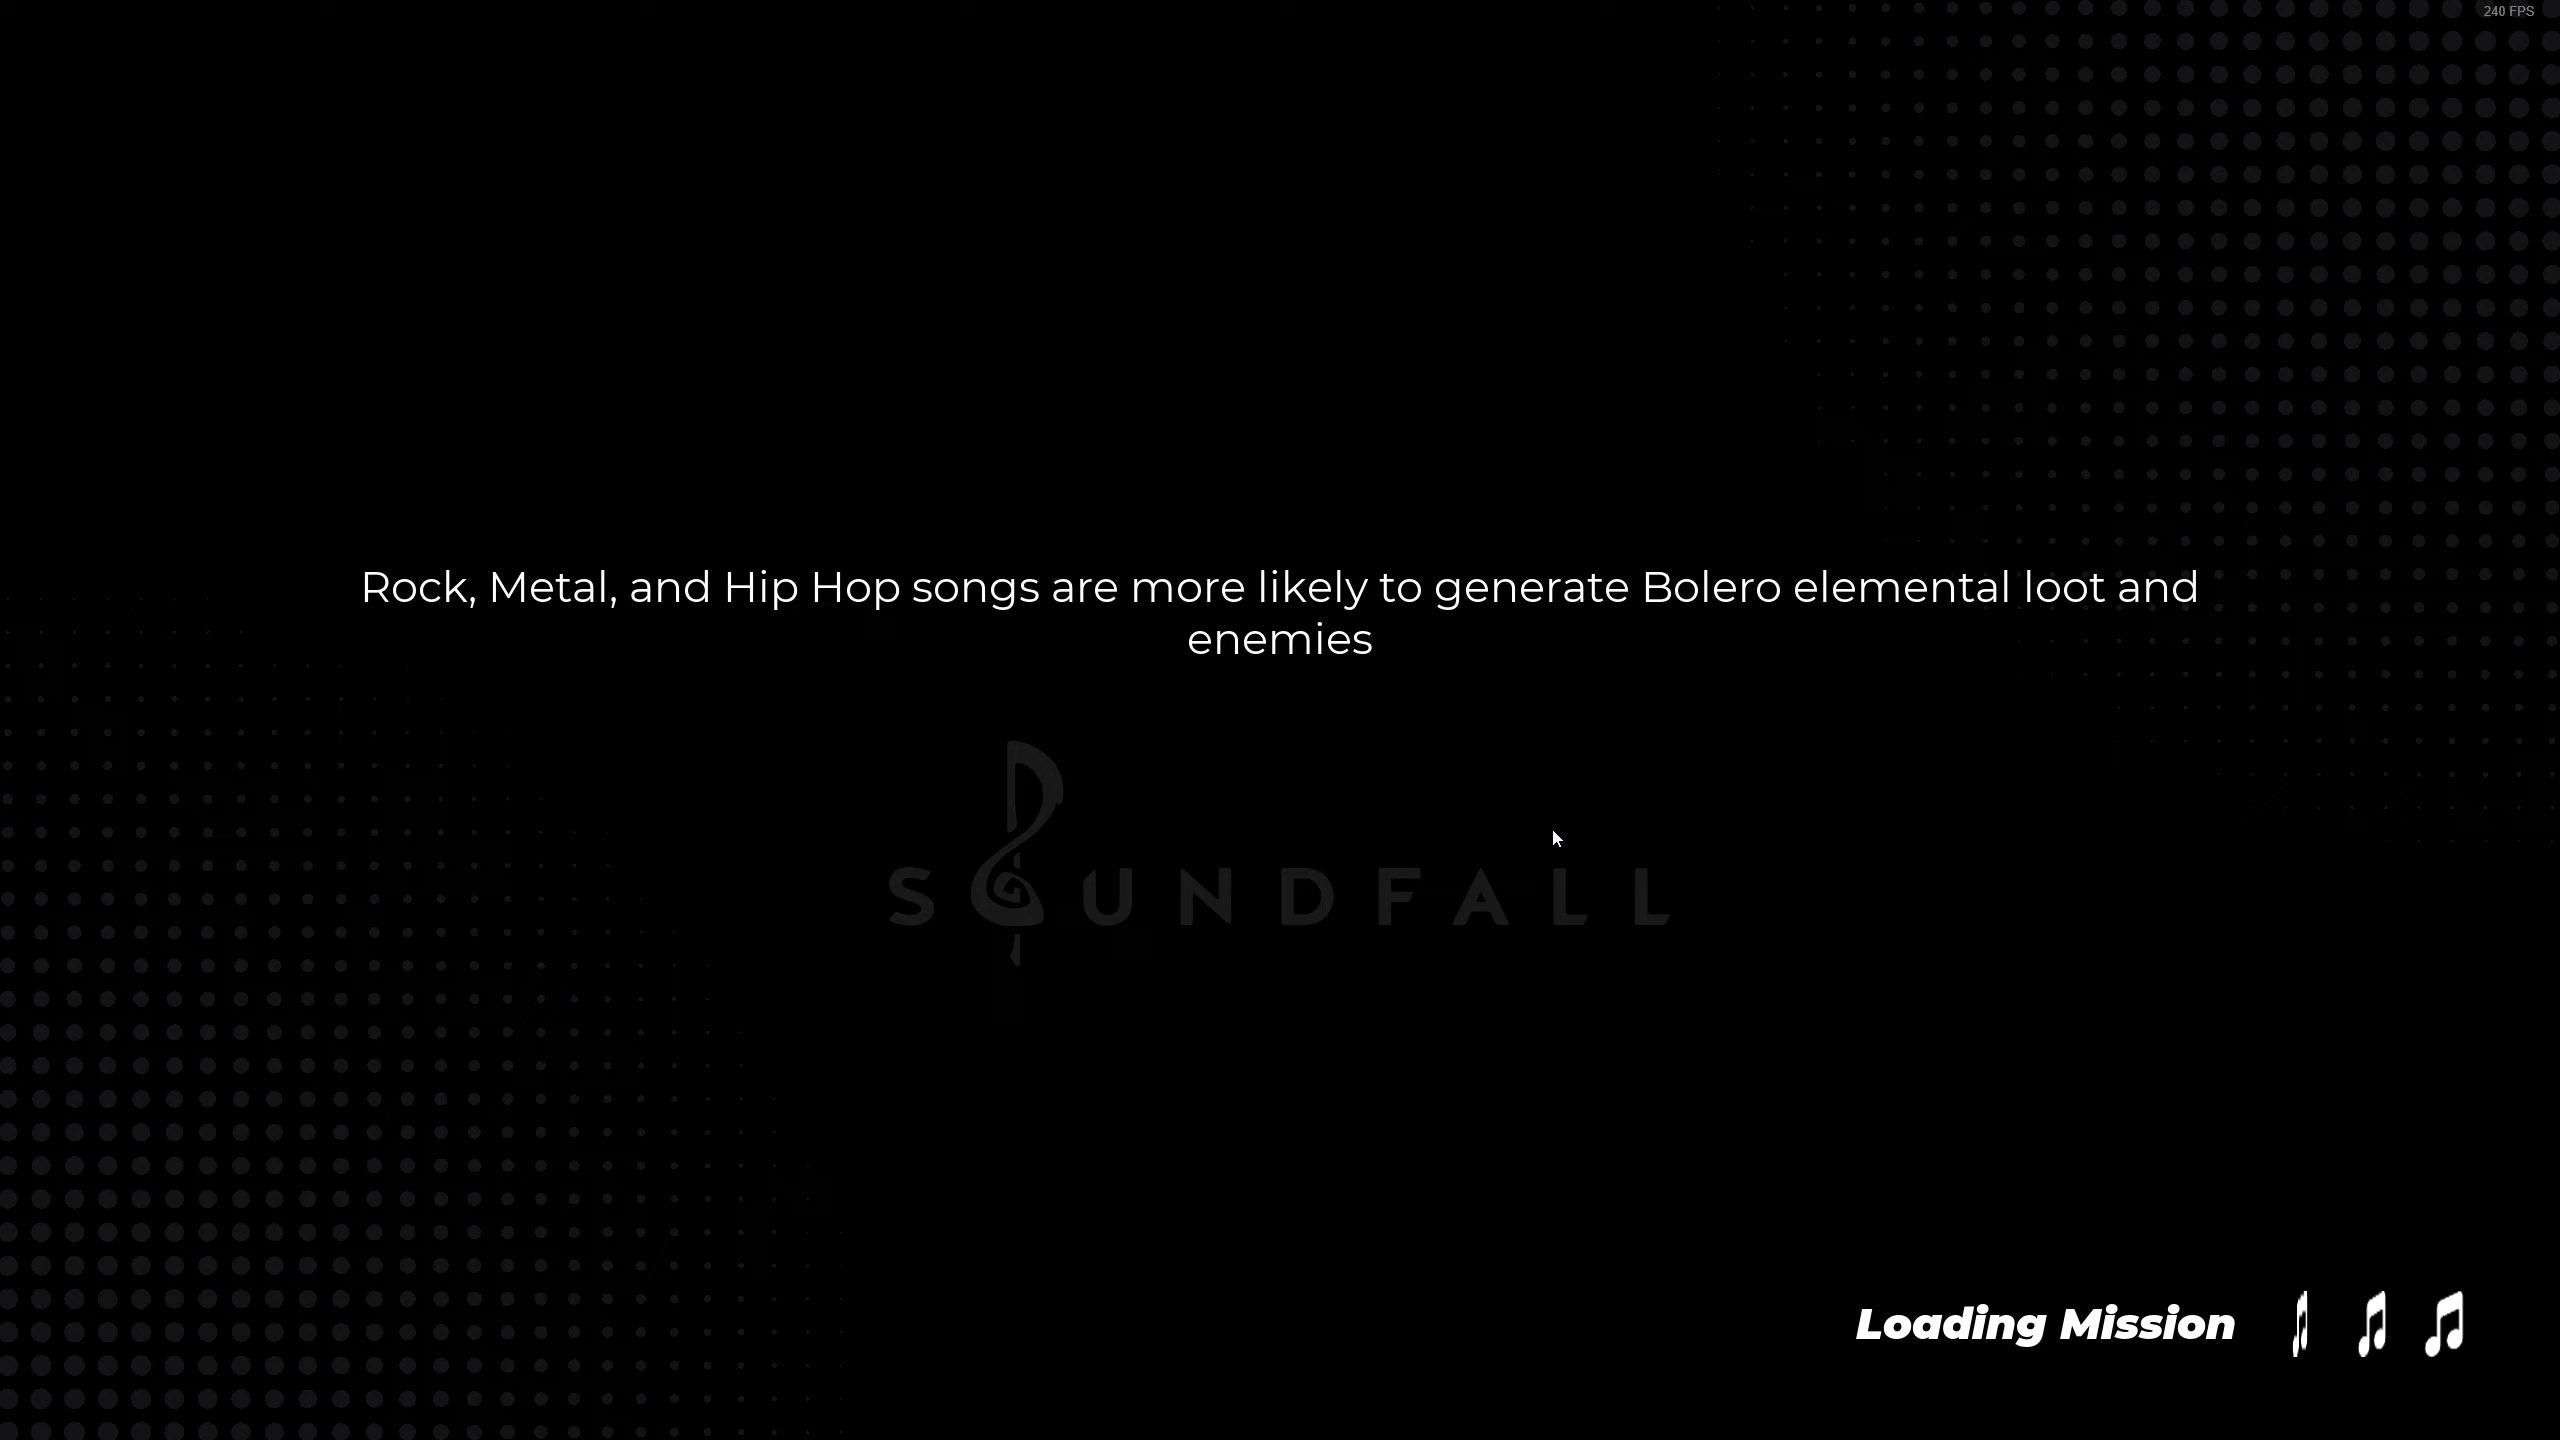 240 FPS
Rock, Metal, and Hip Hop songs are more likely to generate Bolero elemental loot and
enemies
SOUNDFALL
Loading Mission